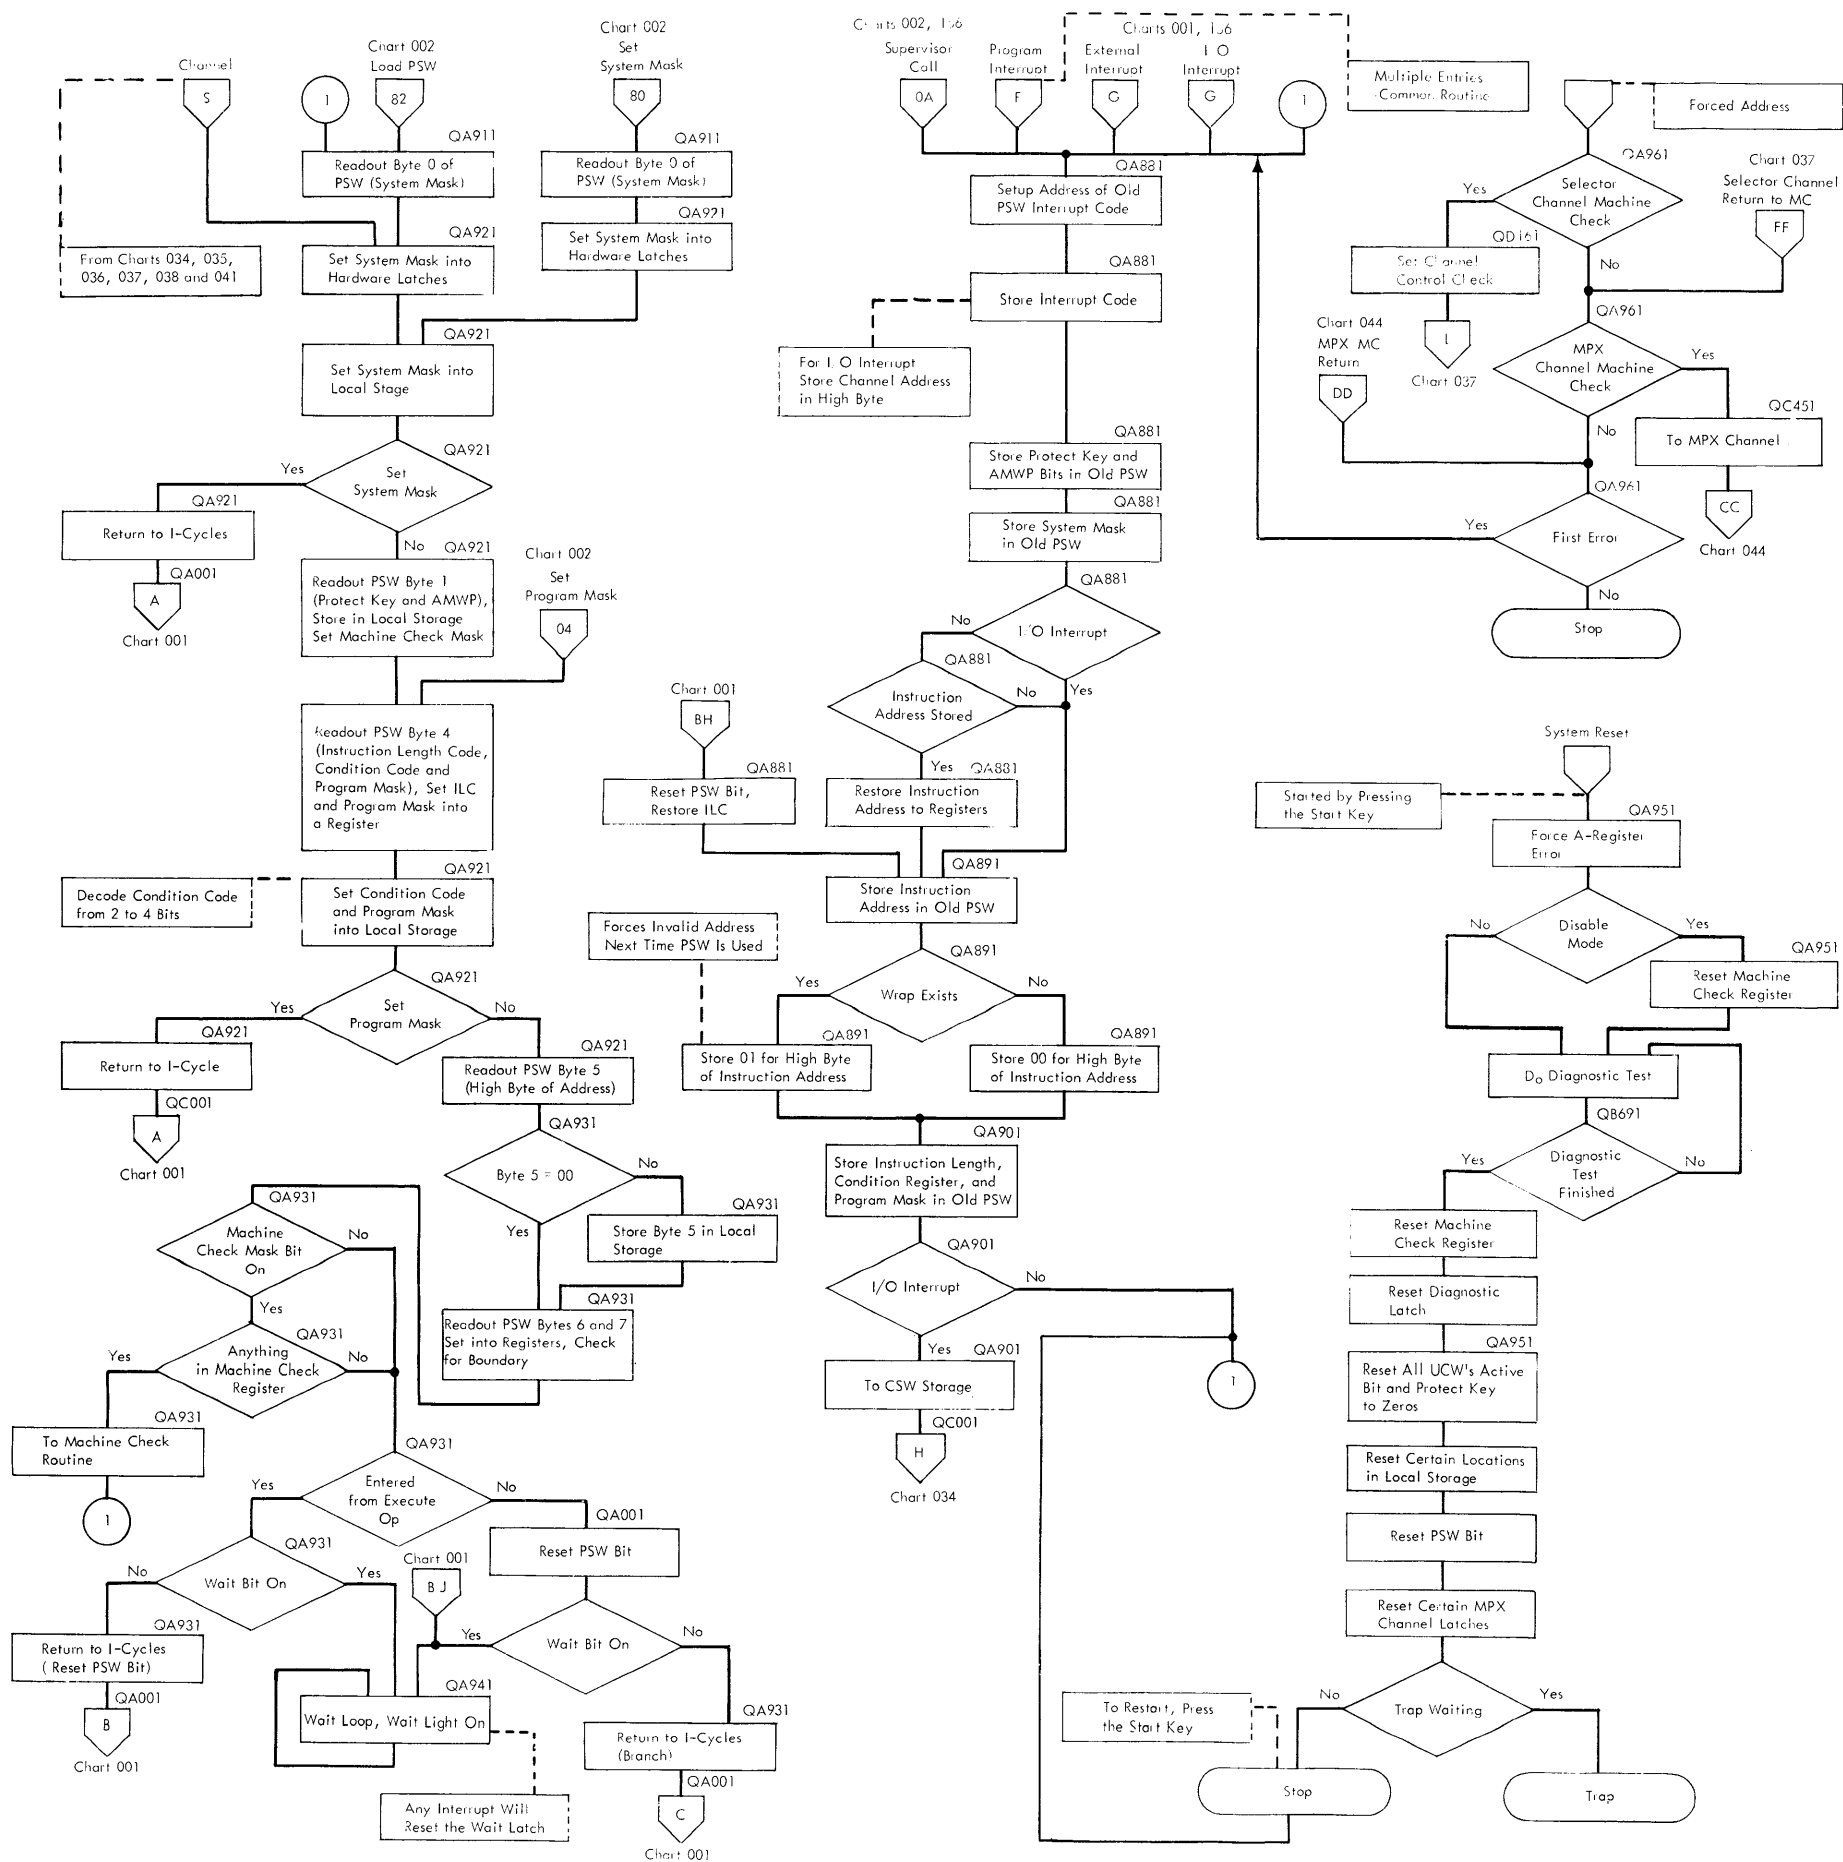 Channel
S
1
Chart 002
Load PSW
82
Chart 002
Set
System Mask
80
QA911
Readout Byte 0 of
PSW (System Mask)
QA911
Readout Byte 0 of
PSW (System Mask)
From Charts 034, 035,
036, 037, 038 and 041
QA921
Set System Mask into
Hardware Latches
QA921
Set System Mask into
Hardware Latches
QA921
Set System Mask into
Local Stage
QA921
Set
System Mask
Yes
QA921
Return to I-Cycles
QA001
A
Chart 001
No
QA921
Readout PSW Byte 1
(Protect Key and AMWP),
Store in Local Storage
Set Machine Check Mask
Chart 002
Set
Program Mask
04
Readout PSW Byte 4
(Instruction Length Code,
Condition Code and
Program Mask), Set ILC
and Program Mask into
a Register
QA921
Decode Condition Code
from 2 to 4 Bits
Set Condition Code
and Program Mask
into Local Storage
QA921
Set
Program Mask
Yes
No
QA921
Return to I-Cycle
QC001
A
Chart 001
QA921
Readout PSW Byte 5
(High Byte of Address)
QA931
Byte 5 = 00
No
Yes
QA931
Store Byte 5 in Local
Storage
QA931
Readout PSW Bytes 6 and 7
Set into Registers, Check
for Boundary
QA931
Machine
Check Mask Bit
On
No
Yes
QA931
Anything
in Machine Check
Register
Yes
No
QA931
To Machine Check
Routine
1
QA931
Entered
from Execute
Op
Yes
No
QA931
Wait Bit On
No
Yes
QA931
Return to I-Cycles
( Reset PSW Bit)
QA001
B
Chart 001
QA001
Reset PSW Bit
Chart 001
BJ
Wait Bit On
Yes
No
QA941
Wait Loop, Wait Light On
Any Interrupt Will
Reset the Wait Latch
QA931
Return to I-Cycles
(Branch)
QA001
C
Chart 001
Charts 002,
Supervisor
Call
0A
Program
Interrupt
F
Charts 001,
External
Interrupt
G
I O
Interrupt
G
1
Multiple Entries
-Common Routine
QA881
Setup Address of Old
PSW Interrupt Code
QA881
Store Interrupt Code
For I/O Interrupt
Store Channel Address
in High Byte
QA881
Store Protect Key and
AMWP Bits in Old PSW
QA881
Store System Mask
in Old PSW
QA881
I/O Interrupt
No
Yes
QA881
Instruction
Address Stored
No
Yes
QA881
Restore Instruction
Address to Registers
Chart 001
BH
QA881
Reset PSW Bit,
Restore ILC
QA891
Store Instruction
Address in Old PSW
Forces Invalid Address
Next Time PSW Is Used
QA891
Wrap Exists
Yes
No
QA891
Store 01 for High Byte
of Instruction Address
QA891
Store 00 for High Byte
of Instruction Address
QA901
Store Instruction Length,
Condition Register, and
Program Mask in Old PSW
QA901
I/O Interrupt
No
Yes
QA901
To CSW Storage
QC001
H
Chart 034
1
Forced Address
QA961
Selector
Channel Machine
Check
Yes
No
QD161
Set Channel
Control Check
I
Chart 037
Chart 037
Selector Channel
Return to MC
FF
QA961
MPX
Channel Machine
Check
Yes
No
Chart 044
MPX MC
Return
DD
QC451
To MPX Channel
CC
Chart 044
QA961
First Error
Yes
No
Stop
System Reset
Started by Pressing
the Start Key
QA951
Force A-Register
Error
Disable
Mode
No
Yes
QA951
Reset Machine
Check Register
Do Diagnostic Test
QB691
Diagnostic
Test
Finished
Yes
No
Reset Machine
Check Register
Reset Diagnostic
Latch
QA951
Reset All UCW's Active
Bit and Protect Key
to Zeros
Reset Certain Locations
in Local Storage
Reset PSW Bit
Reset Certain MPX
Channel Latches
Trap Waiting
No
Yes
To Restart, Press
the Start Key
Stop
Trap